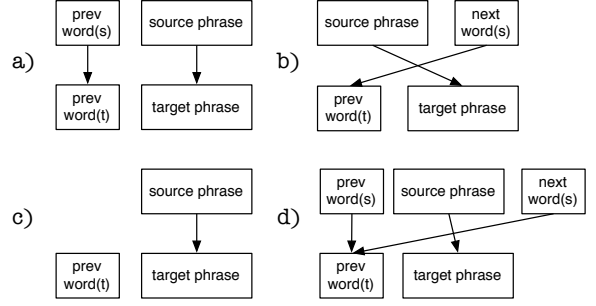 prev
word(s)
source phrase
a)
prev
word(t)
target phrase
source phrase
next
word(s)
b)
prev
word(t)
target phrase
source phrase
c)
prev
word(t)
target phrase
prev
word(s)
source phrase
next
word(s)
d)
prev
word(t)
target phrase